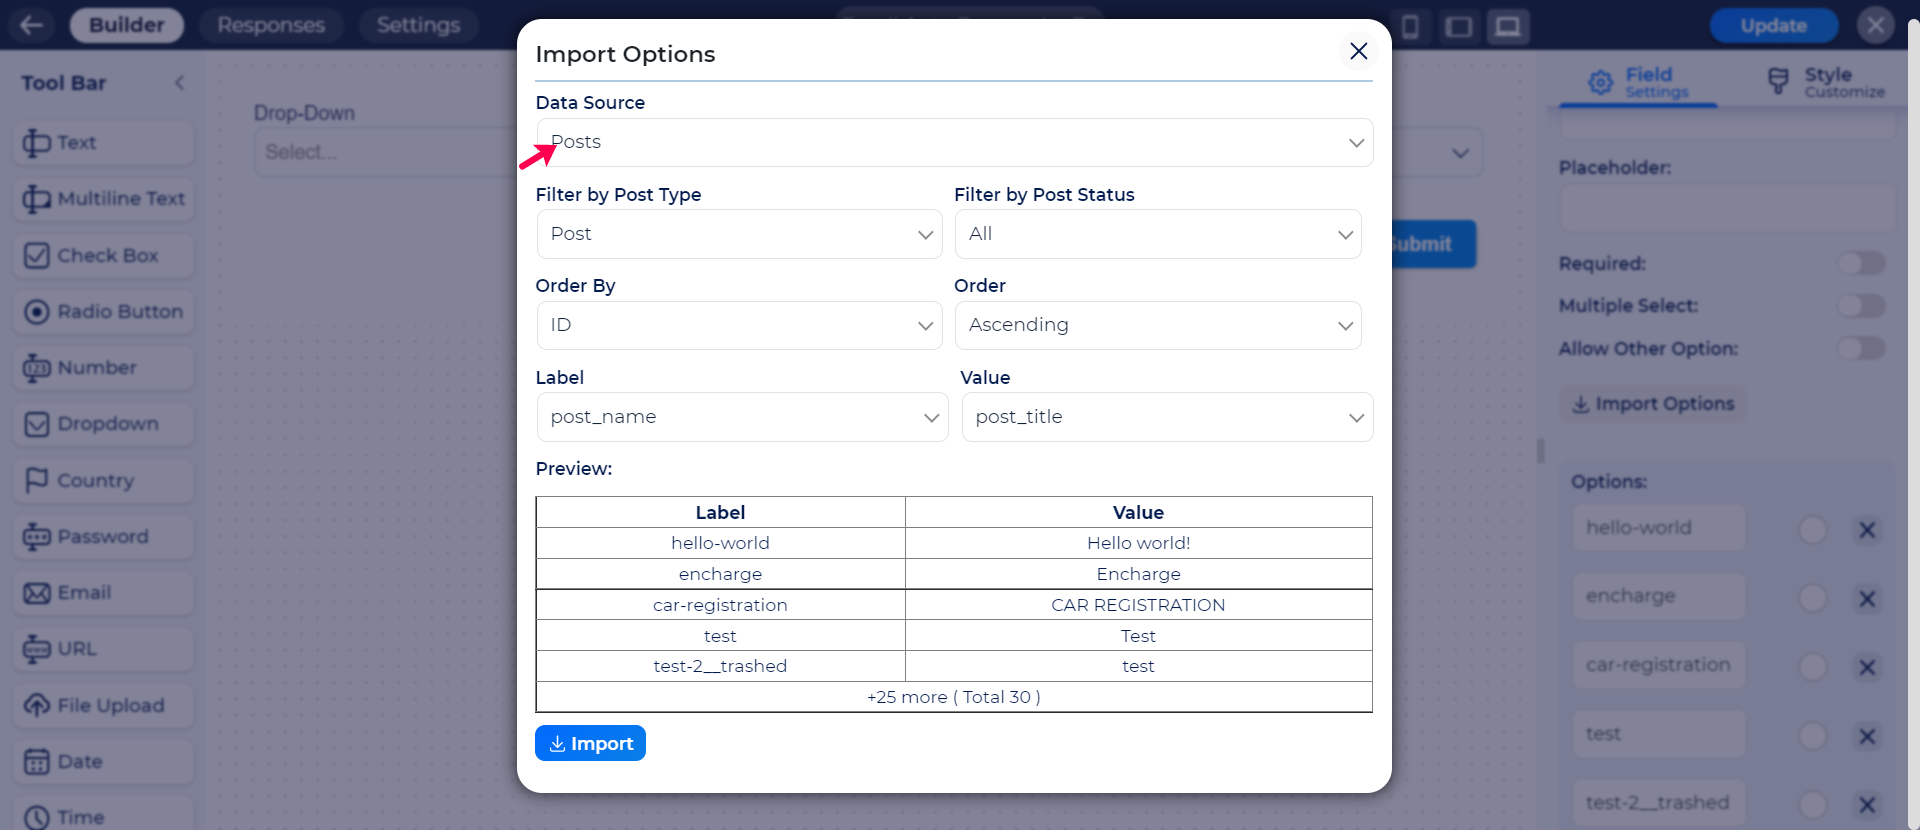 Builder
Responses
Settings
Update
Tool Bar
Text
Multiline Text
Check Box
Radio Button
Number
Dropdown
Country
Password
Email
URL
File Upload
Date
Time
Drop-Down
Select...
Submit
Import Options
Data Source
Posts
Filter by Post Type
Filter by Post Status
Post
All
Order By
Order
ID
Ascending
Label
Value
post_name
post_title
Preview:
Label Value
hello-world Hello world!
encharge Encharge
car-registration CAR REGISTRATION
test Test
test-2__trashed test
+25 more ( Total 30 )
Import
Field
Settings
Style
Customize
Placeholder:
Required:
Multiple Select:
Allow Other Option:
Import Options
Options:
hello-world
encharge
car-registration
test
test-2__trashed